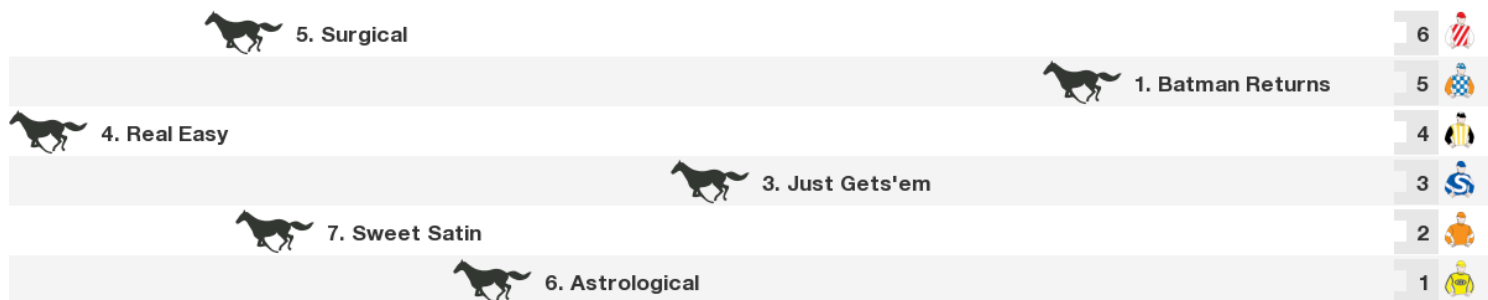 5. Surgical 6
1. Batman Returns 5
4. Real Easy 4
3. Just Gets'em 3
7. Sweet Satin 2
6. Astrological 1